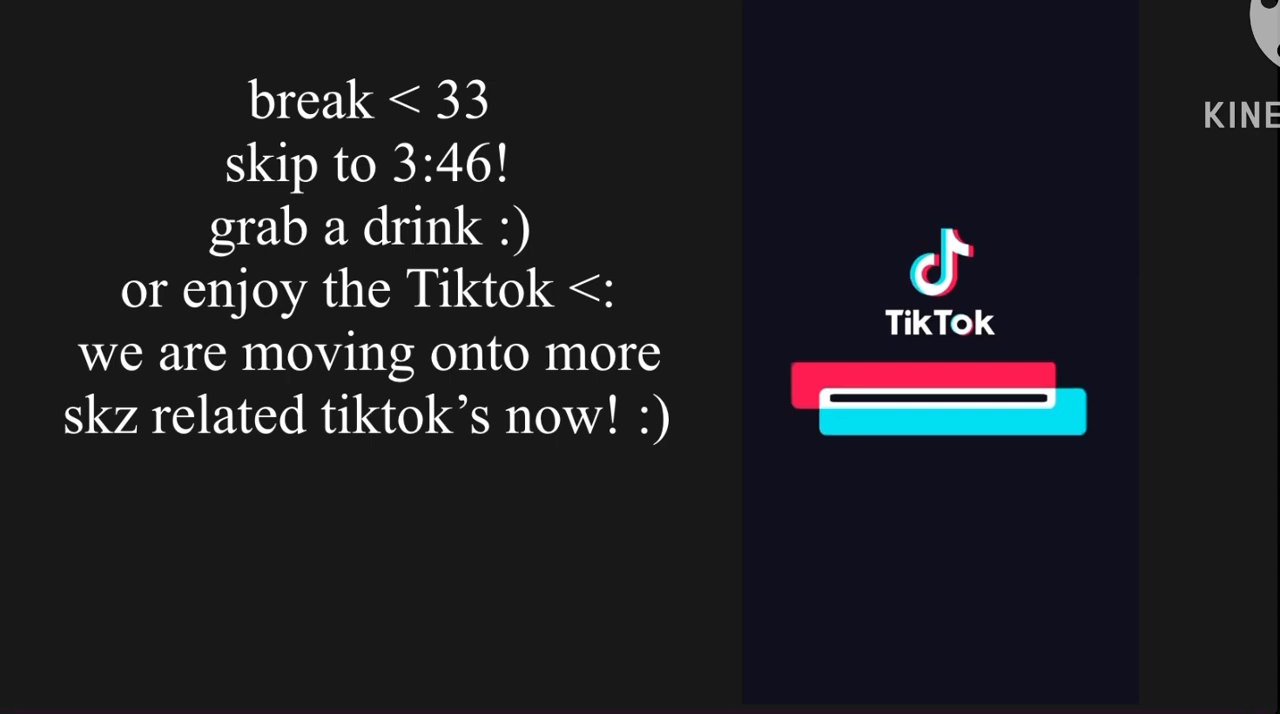 break < 33
skip to 3:46!
grab a drink :)
or enjoy the Tiktok <:
we are moving onto more
skz related tiktok’s now! :)
TikTok
KINE